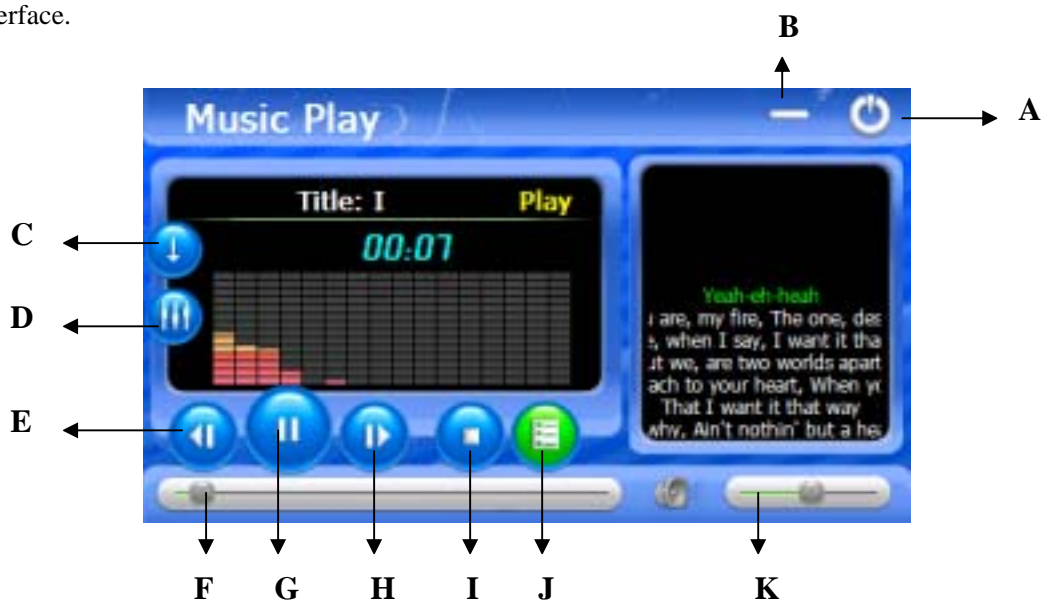 erface.
B
A
Music Play
Title: I Play
00:07
C
D
E
Yeah-eh-heah
are, my fire, The one, des
, when I say, I want it tha
ut we, are two worlds apart
ach to your heart, When yo
That I want it that way
why, Ain't nothin' but a hea
F G H I J K